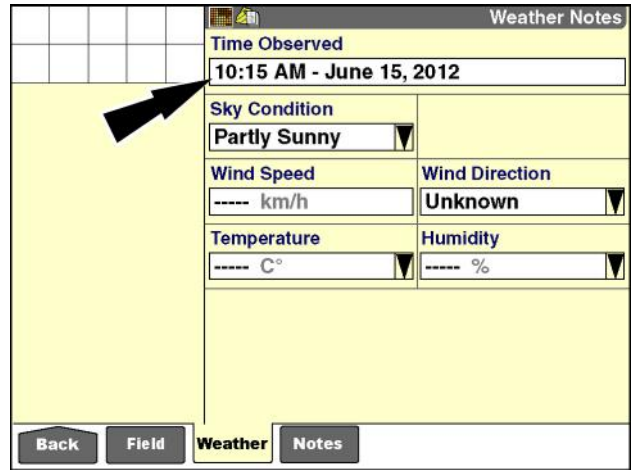 Weather Notes
Time Observed
10:15 AM - June 15, 2012
Sky Condition
Partly Sunny
Wind Speed Wind Direction
----- km/h Unknown
Temperature Humidity
----- C° ----- %
Back Field Weather Notes